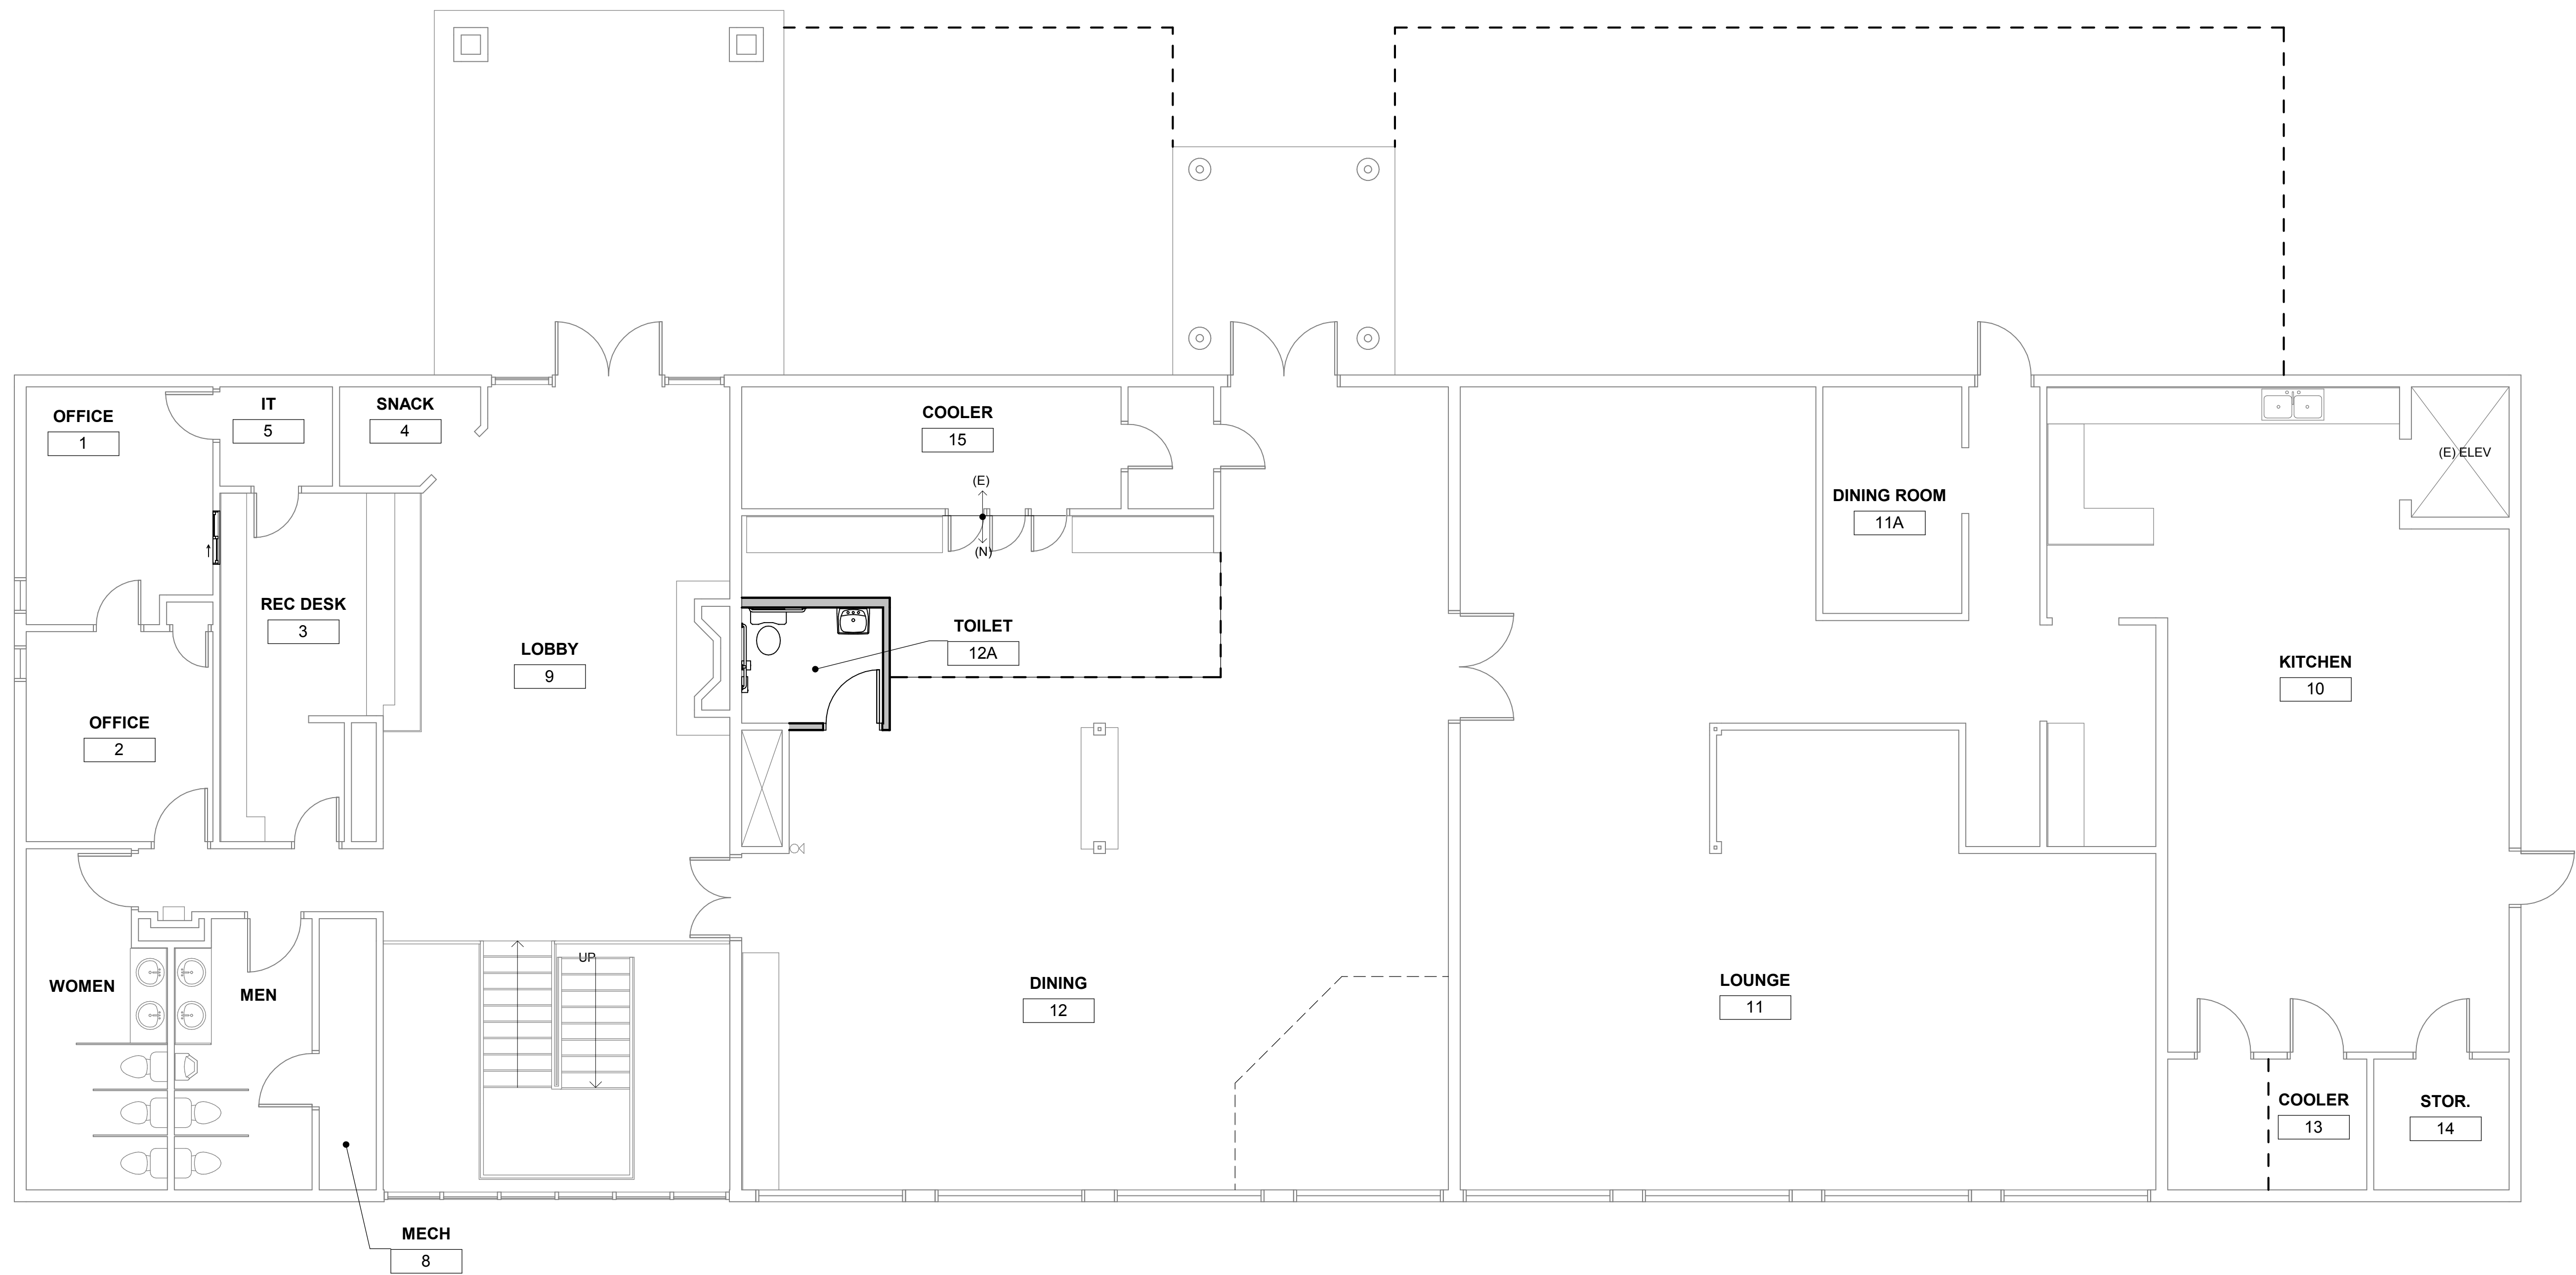 OFFICE
1
IT
5
SNACK
4
COOLER
15
(E)
(N)
(E) ELEV
DINING ROOM
11A
REC DESK
3
LOBBY
9
TOILET
12A
KITCHEN
10
OFFICE
2
UP
WOMEN
MEN
DINING
12
LOUNGE
11
COOLER
13
STOR.
14
MECH
8